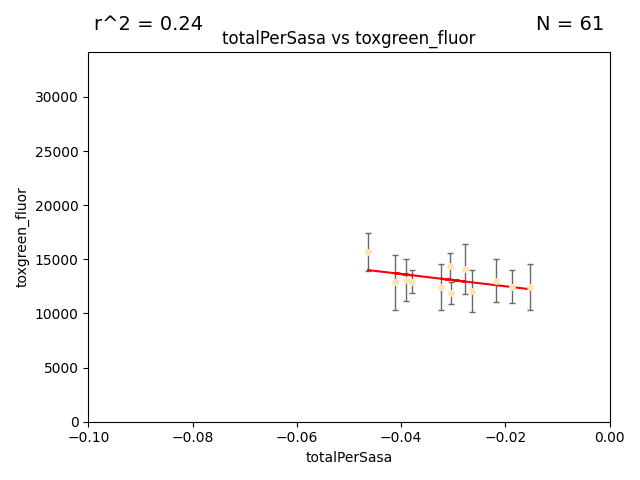 r^2 = 0.24
N = 61
totalPerSasa vs toxgreen_fluor
30000
25000
20000
15000
10000
5000
0
toxgreen_fluor
−0.10
−0.08
−0.06
−0.04
−0.02
0.00
totalPerSasa